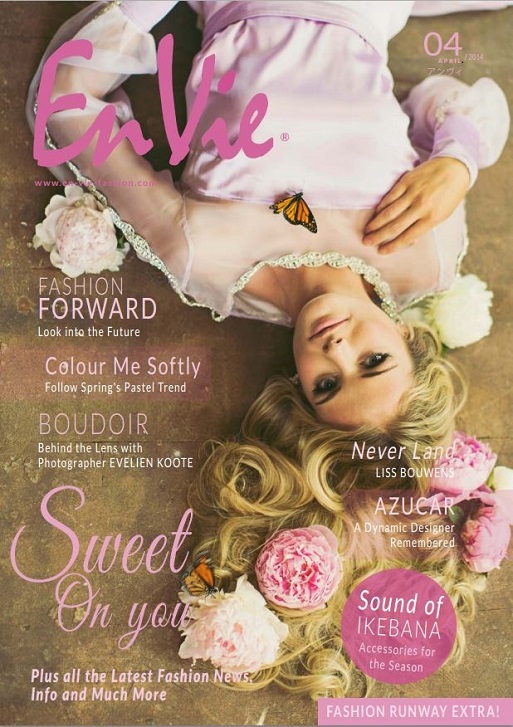 EnVie®
04
APRIL / 2014
アンヴィ
FASHION
FORWARD
Look into the Future
Colour Me Softly
Follow Spring's Pastel Trend
BOUDOIR
Behind the Lens with
Photographer EVELIEN KOOTE
Never Land
LISS BOUWENS
AZUCAR
A Dynamic Designer
Remembered
Sweet
On you
Sound of
IKEBANA
Accessories for
the Season
Plus all the Latest Fashion News,
Info and Much More
FASHION RUNWAY EXTRA!